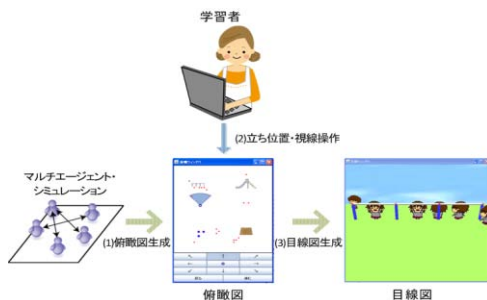 学習者
(2)立ち位置・視線操作
マルチエージェント・
シミュレーション
(1)俯瞰図生成
(3)目線図生成
俯瞰図
目線図